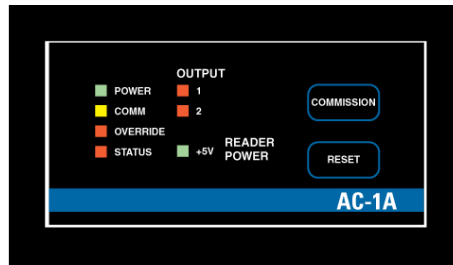 OUTPUT
POWER 1
COMM 2
OVERRIDE
STATUS +5V READER POWER
COMMISSION
RESET
AC-1A